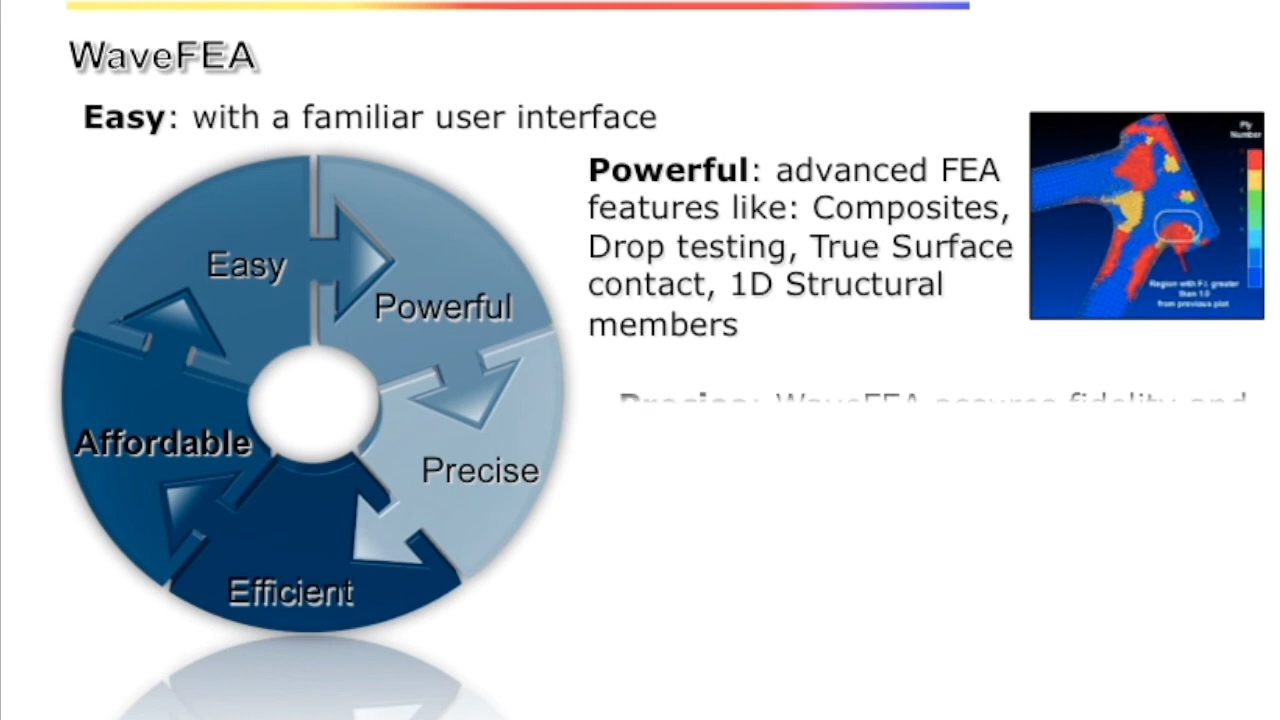 WaveFEA
Easy: with a familiar user interface
Powerful: advanced FEA
features like: Composites,
Drop testing, True Surface
contact, 1D Structural
members
Easy
Powerful
Affordable
Precise
Efficient
Ply
Number
Region with F.I. greater
than 1.0
from previous plot
Precise: WaveFEA assures fidelity and